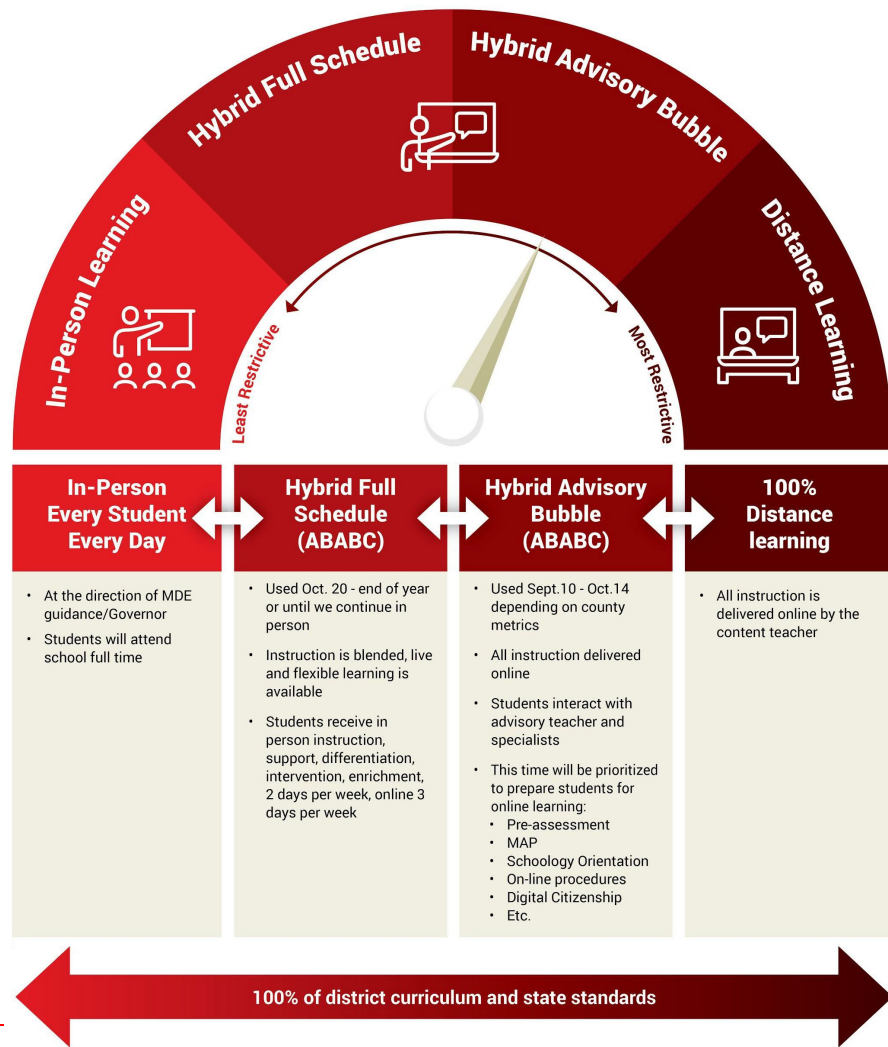 In-Person Learning
Hybrid Full Schedule
Hybrid Advisory Bubble
Distance Learning
Least Restrictive
Most Restrictive
In-Person
Every Student
Every Day
• At the direction of MDE
guidance/Governor
• Students will attend
school full time
Hybrid Full
Schedule
(ABABC)
• Used Oct. 20 - end of year
or until we continue in
person
• Instruction is blended, live
and flexible learning is
available
• Students receive in
person instruction,
support, differentiation,
intervention, enrichment,
2 days per week, online 3
days per week
Hybrid Advisory
Bubble
(ABABC)
• Used Sept.10 - Oct.14
depending on county
metrics
• All instruction delivered
online
• Students interact with
advisory teacher and
specialists
• This time will be prioritized
to prepare students for
online learning:
• Pre-assessment
• MAP
• Schoology Orientation
• On-line procedures
• Digital Citizenship
• Etc.
100%
Distance
learning
• All instruction is
delivered online by the
content teacher
100% of district curriculum and state standards